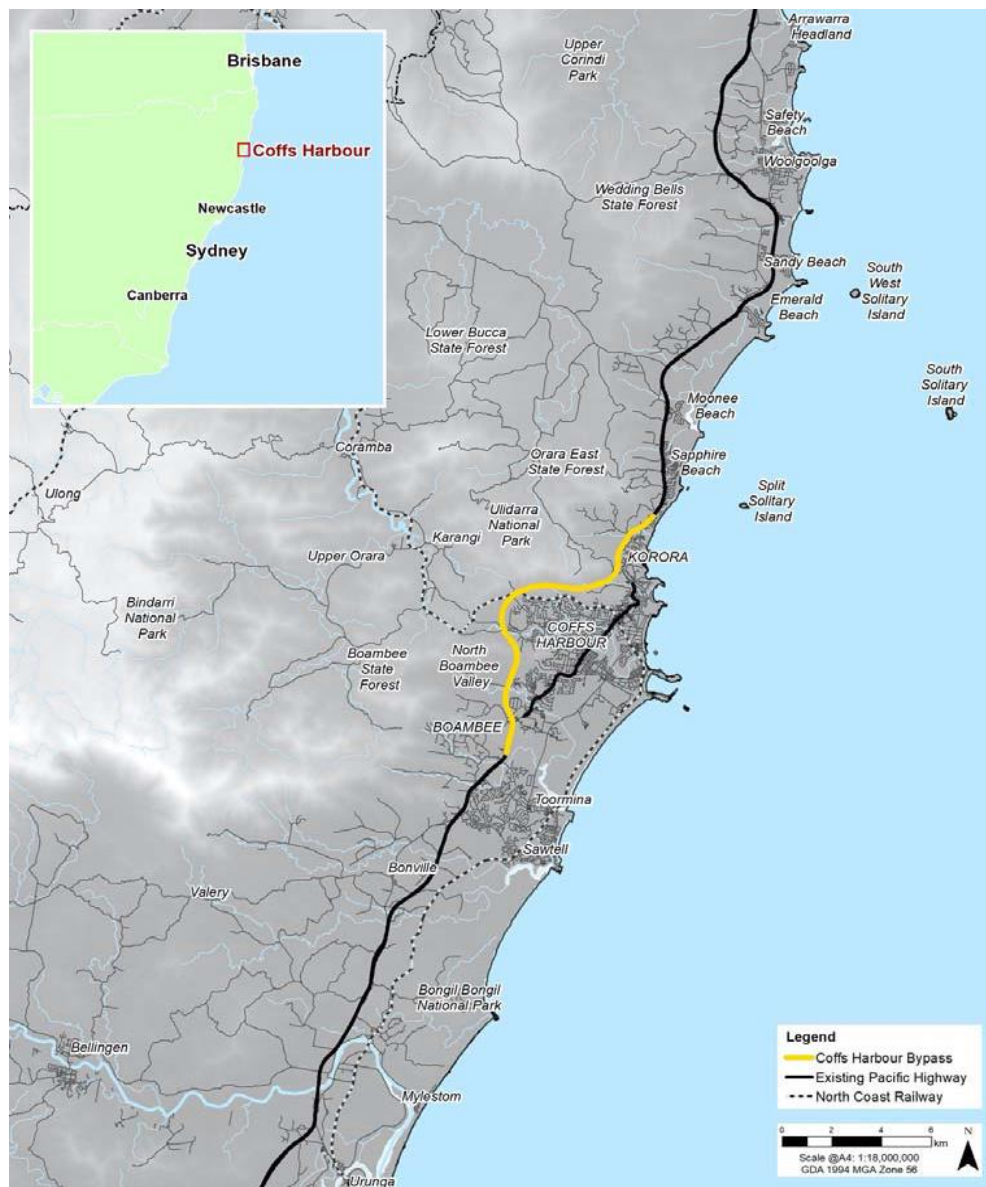 Brisbane
Coffs Harbour
Newcastle
Sydney
Canberra
Arrawarra
Headland
Upper
Corindi
Park
Safety
Beach
Woolgoolga
Wedding Bells
State Forest
Sandy Beach
South
West
Solitary
Island
Emerald
Beach
Lower Bucca
State Forest
South
Solitary
Island
Moonee
Beach
Coramba
Orara East
State Forest
Sapphire
Beach
Ulong
Split
Solitary
Island
Ulidarra
National
Park
Karangi
Upper Orara
KORORA
Bindarri
National
Park
COFFS
HARBOUR
North
Boambee
Valley
Boambee
State
Forest
BOAMBEE
Toormina
Sawtell
Bonville
Valery
Bongil Bongil
National Park
Bellingen
Mylestom
Urunga
Legend
Coffs Harbour Bypass
Existing Pacific Highway
North Coast Railway
0 2 4 6
km
N
Scale @A4: 1:18,000,000
GDA 1994 MGA Zone 56